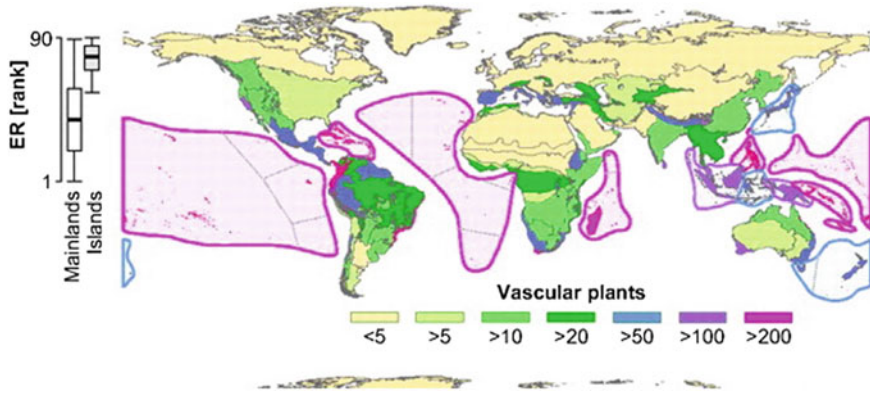 90
ER [rank]
1
Mainlands
Islands
Vascular plants
<5 >5 >10 >20 >50 >100 >200